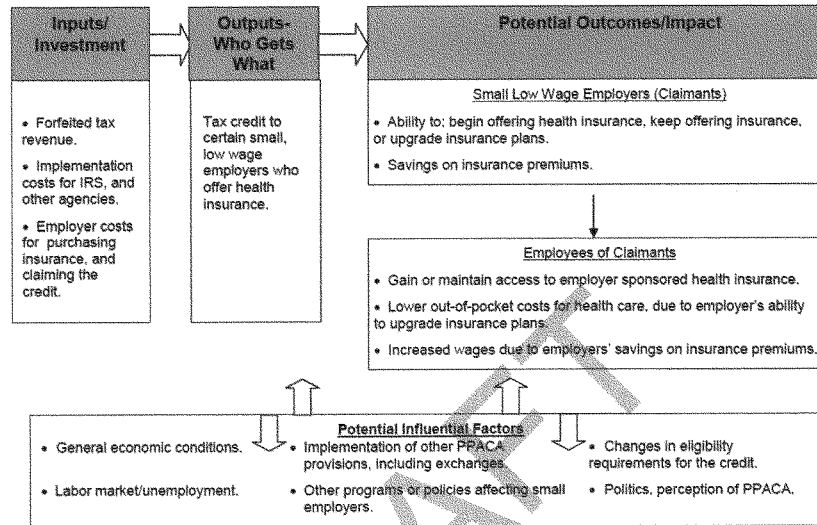 Inputs/
Investment
Outputs-
Who Gets
What
Potential Outcomes/Impact
• Forfeited tax
revenue.
• Implementation
costs for IRS, and
other agencies.
• Employer costs
for purchasing
insurance, and
claiming the
credit.
Tax credit to
certain small,
low wage
employers who
offer health
insurance.
Small Low Wage Employers (Claimants)
• Ability to: begin offering health insurance, keep offering insurance,
or upgrade insurance plans.
• Savings on insurance premiums.
Employees of Claimants
• Gain or maintain access to employer sponsored health insurance.
• Lower out-of-pocket costs for health care, due to employer's ability
to upgrade insurance plans.
• Increased wages due to employers' savings on insurance premiums.
Potential Influential Factors
• General economic conditions.
• Labor market/unemployment.
• Implementation of other PPACA
provisions, including exchanges.
• Other programs or policies affecting small
employers.
• Changes in eligibility
requirements for the credit.
• Politics, perception of PPACA.